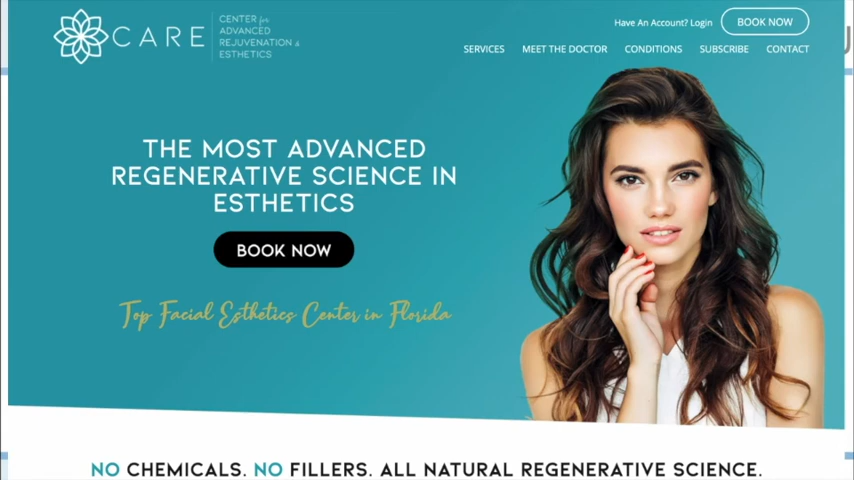 CARE
CENTER for
ADVANCED
REJUVENATION &
ESTHETICS
Have An Account? Login
BOOK NOW
SERVICES
MEET THE DOCTOR
CONDITIONS
SUBSCRIBE
CONTACT
THE MOST ADVANCED
REGENERATIVE SCIENCE IN
ESTHETICS
BOOK NOW
Top Facial Esthetics Center in Florida
NO CHEMICALS. NO FILLERS. ALL NATURAL REGENERATIVE SCIENCE.